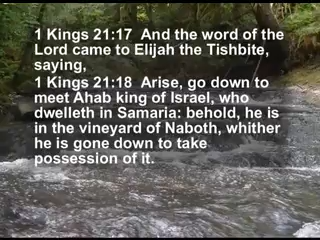 1 Kings 21:17  And the word of the
Lord came to Elijah the Tishbite,
saying,
1 Kings 21:18  Arise, go down to
meet Ahab king of Israel, who
dwelleth in Samaria: behold, he is
in the vineyard of Naboth, whither
he is gone down to take
possession of it.